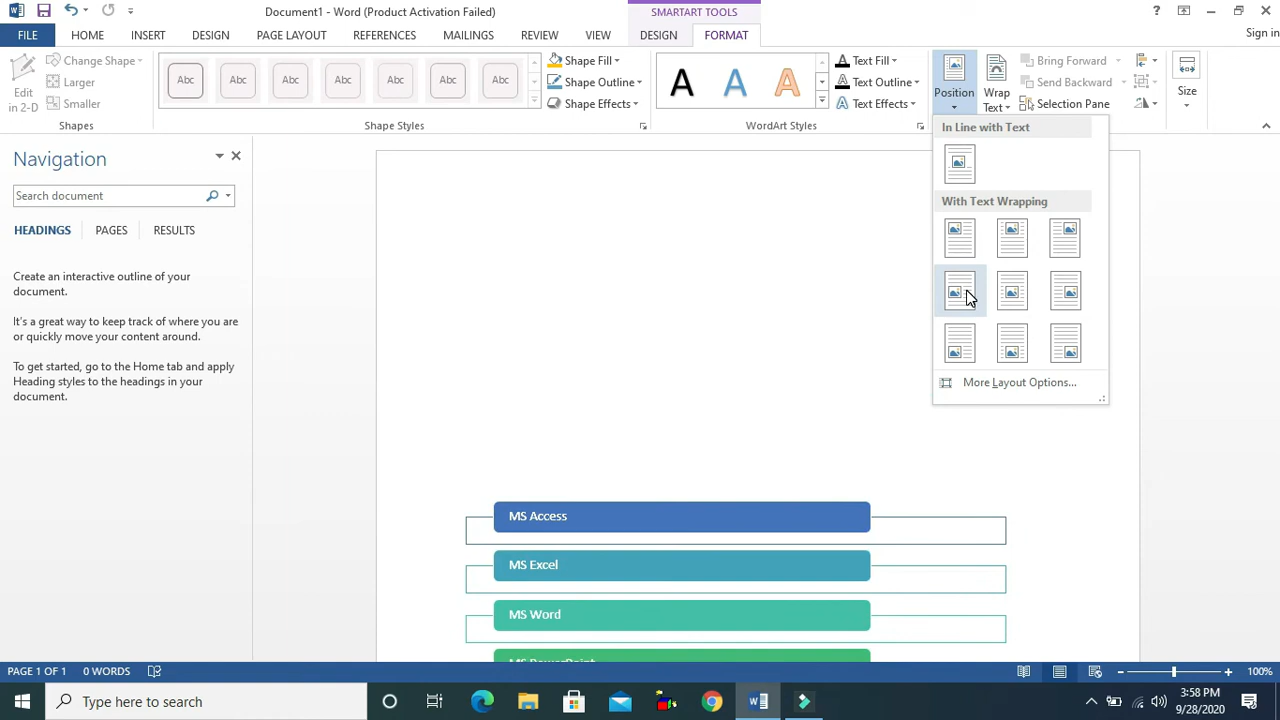 Document1 - Word (Product Activation Failed)
SMARTART TOOLS
?
FILE
HOME
INSERT
DESIGN
PAGE LAYOUT
REFERENCES
MAILINGS
REVIEW
VIEW
DESIGN
FORMAT
Sign in
Edit
in 2-D
Change Shape
Larger
Smaller
Shapes
Abc
Abc
Abc
Abc
Abc
Abc
Abc
Shape Fill
Shape Outline
Shape Effects
Shape Styles
A
A
A
Text Fill
Text Outline
Text Effects
WordArt Styles
Position
Wrap
Text
Bring Forward
Send Backward
Selection Pane
Size
In Line with Text
With Text Wrapping
More Layout Options...
Navigation
Search document
HEADINGS
PAGES
RESULTS
Create an interactive outline of your
document.
It's a great way to keep track of where you are
or quickly move your content around.
To get started, go to the Home tab and apply
Heading styles to the headings in your
document.
MS Access
MS Excel
MS Word
MS PowerPoint
PAGE 1 OF 1
0 WORDS
100%
Type here to search
3:58 PM
9/28/2020